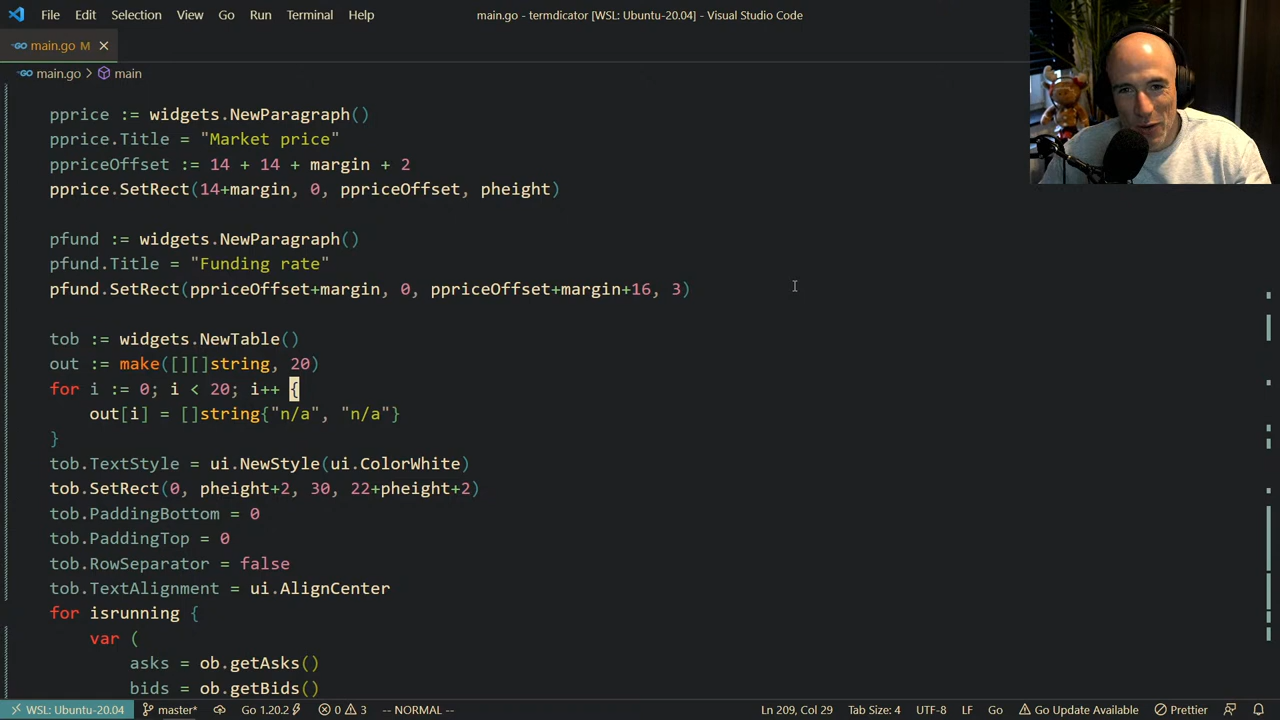 File Edit Selection View Go Run Terminal Help main.go - termdicator [WSL: Ubuntu-20.04] - Visual Studio Code
main.go M
main.go > main
pprice := widgets.NewParagraph()
pprice.Title = "Market price"
ppriceOffset := 14 + 14 + margin + 2
pprice.SetRect(14+margin, 0, ppriceOffset, pheight)
pfund := widgets.NewParagraph()
pfund.Title = "Funding rate"
pfund.SetRect(ppriceOffset+margin, 0, ppriceOffset+margin+16, 3)
tob := widgets.NewTable()
out := make([][]string, 20)
for i := 0; i < 20; i++ {
out[i] = []string{"n/a", "n/a"}
}
tob.TextStyle = ui.NewStyle(ui.ColorWhite)
tob.SetRect(0, pheight+2, 30, 22+pheight+2)
tob.PaddingBottom = 0
tob.PaddingTop = 0
tob.RowSeparator = false
tob.TextAlignment = ui.AlignCenter
for isrunning {
var (
asks = ob.getAsks()
bids = ob.getBids()
WSL: Ubuntu-20.04 master* Go 1.20.2 0 3 -- NORMAL -- Ln 209, Col 29 Tab Size: 4 UTF-8 LF Go Go Update Available Prettier